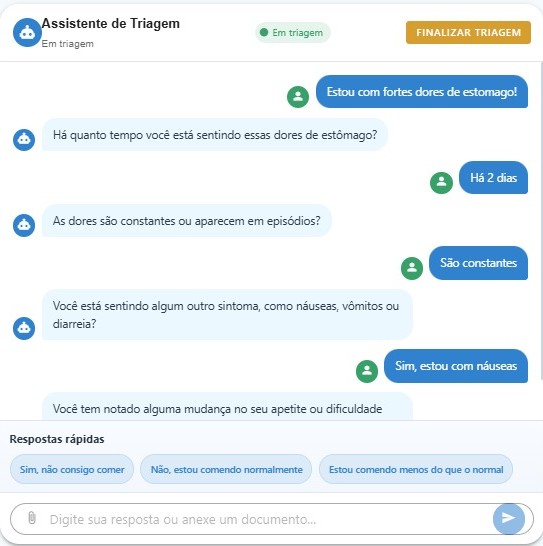 Assistente de Triagem
Em triagem
Em triagem
FINALIZAR TRIAGEM
Estou com fortes dores de estomago!
Há quanto tempo você está sentindo essas dores de estômago?
Há 2 dias
As dores são constantes ou aparecem em episódios?
São constantes
Você está sentindo algum outro sintoma, como náuseas, vômitos ou
diarreia?
Sim, estou com náuseas
Você tem notado alguma mudança no seu apetite ou dificuldade
Respostas rápidas
Sim, não consigo comer
Não, estou comendo normalmente
Estou comendo menos do que o normal
Digite sua resposta ou anexe um documento...